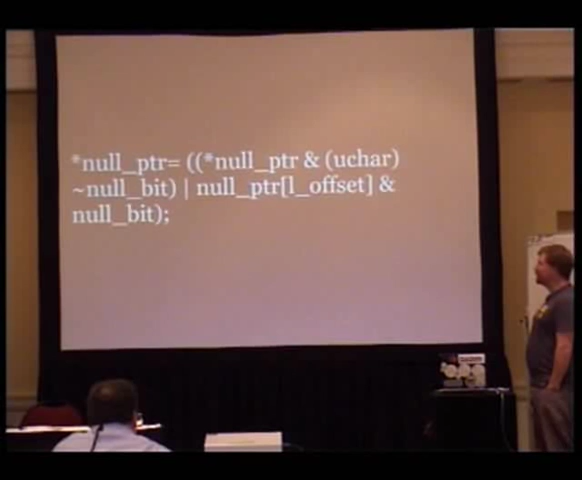 *null_ptr= ((*null_ptr & (uchar)
~null_bit) | null_ptr[l_offset] &
null_bit);